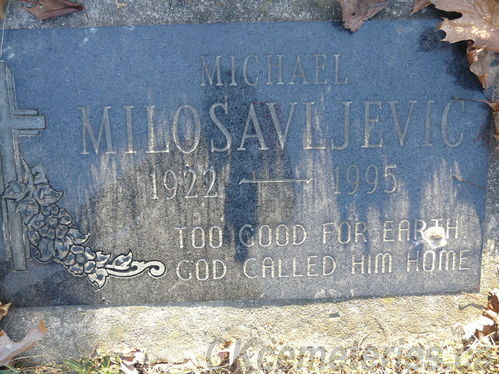 MICHAEL
MILOSAVLJEVIC
1922 — 1995
TOO GOOD FOR EARTH
GOD CALLED HIM HOME